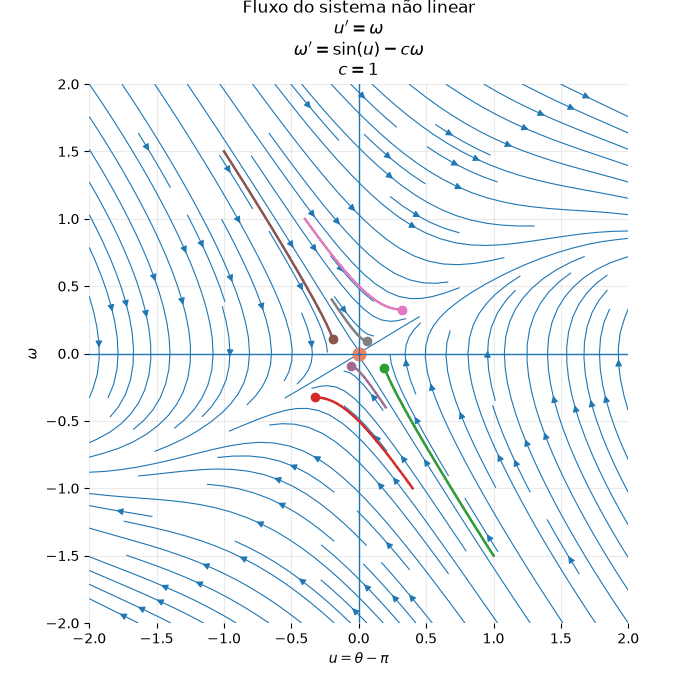 Fluxo do sistema não linear
u′ = ω
ω′ = sin(u) − cω
c = 1
2.0
1.5
1.0
0.5
0.0
−0.5
−1.0
−1.5
−2.0
ω
−2.0 −1.5 −1.0 −0.5 0.0 0.5 1.0 1.5 2.0
u = θ − π